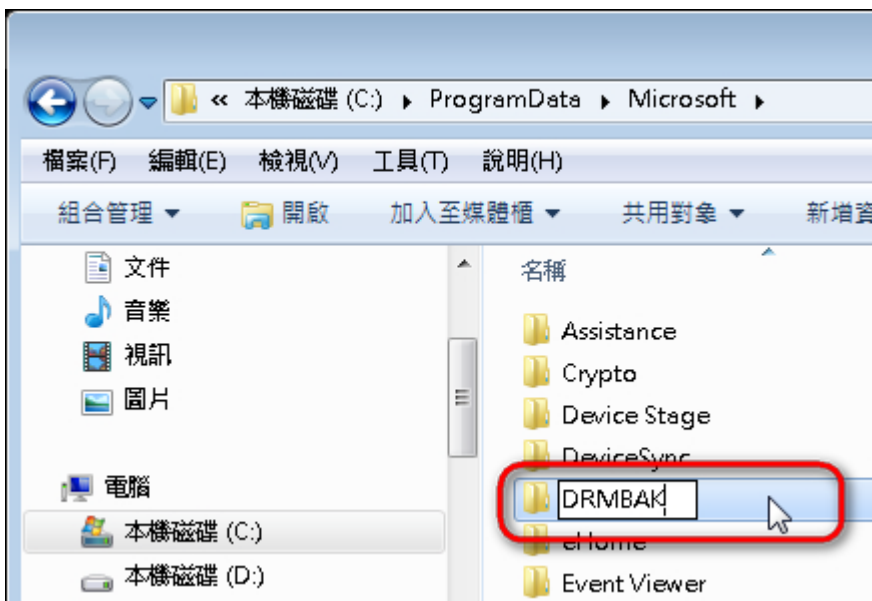 « 本機磁碟 (C:) ▸ ProgramData ▸ Microsoft ▸
檔案(F) 編輯(E) 檢視(V) 工具(T) 說明(H)
組合管理 ▼ 開啟 加入至媒體櫃 ▼ 共用對象 ▼ 新增資
文件
音樂
視訊
圖片
電腦
本機磁碟 (C:)
本機磁碟 (D:)
名稱
Assistance
Crypto
Device Stage
DeviceSync
DRMBAK
eHome
Event Viewer